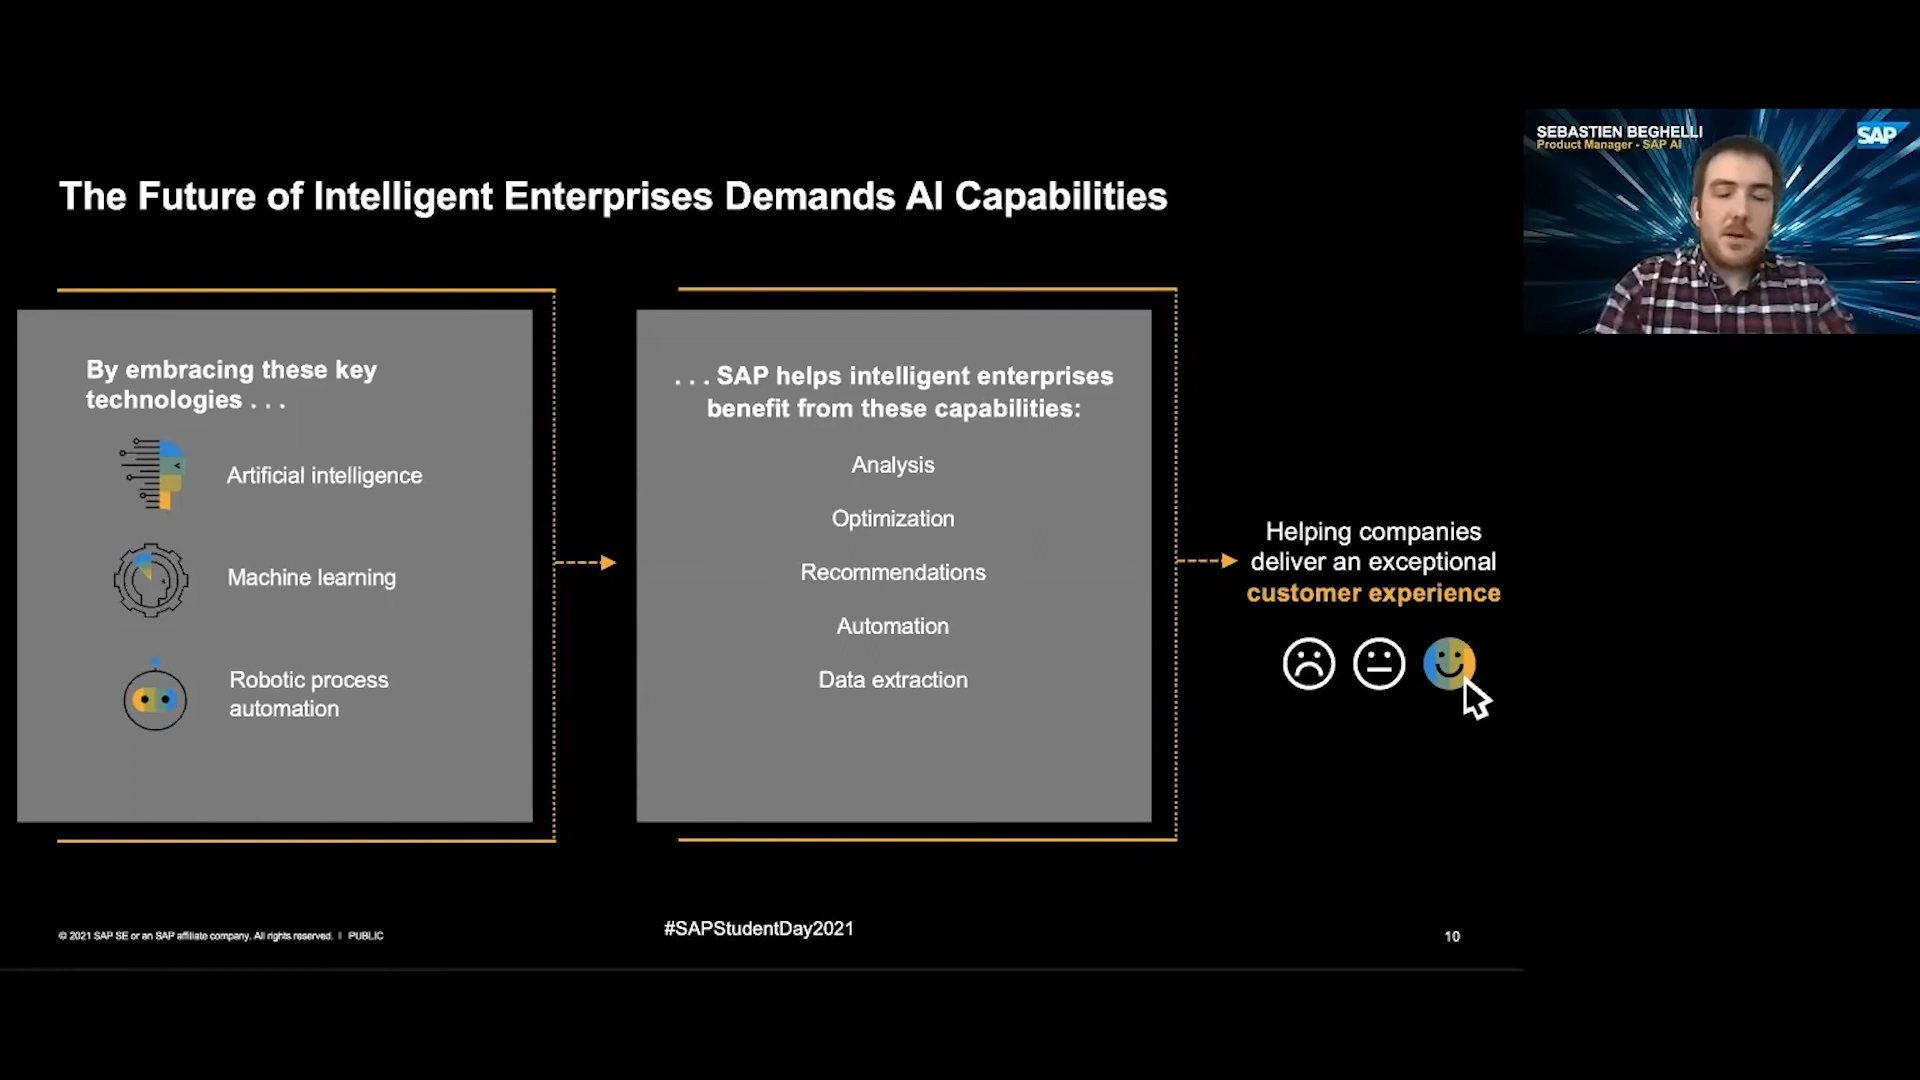 SEBASTIEN BEGHELLI
Product Manager - SAP AI
SAP
The Future of Intelligent Enterprises Demands AI Capabilities
By embracing these key
technologies . . .
Artificial intelligence
Machine learning
Robotic process
automation
. . . SAP helps intelligent enterprises
benefit from these capabilities:
Analysis
Optimization
Recommendations
Automation
Data extraction
Helping companies
deliver an exceptional
customer experience
© 2021 SAP SE or an SAP affiliate company. All rights reserved. I PUBLIC
#SAPStudentDay2021
10